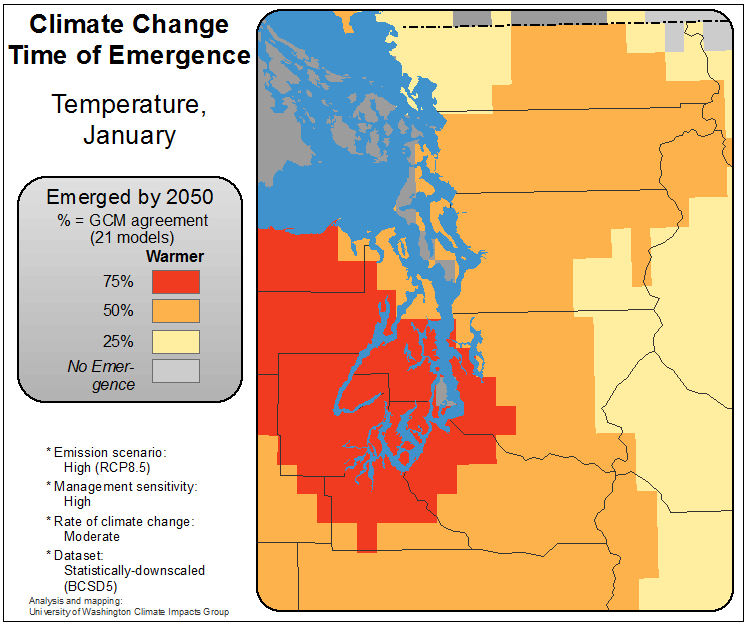 Climate Change
Time of Emergence
Temperature,
January
Emerged by 2050
% = GCM agreement
(21 models)
Warmer
75%
50%
25%
No Emer-
gence
* Emission scenario:
High (RCP8.5)
* Management sensitivity:
High
* Rate of climate change:
Moderate
* Dataset:
Statistically-downscaled
(BCSD5)
Analysis and mapping:
University of Washington Climate Impacts Group